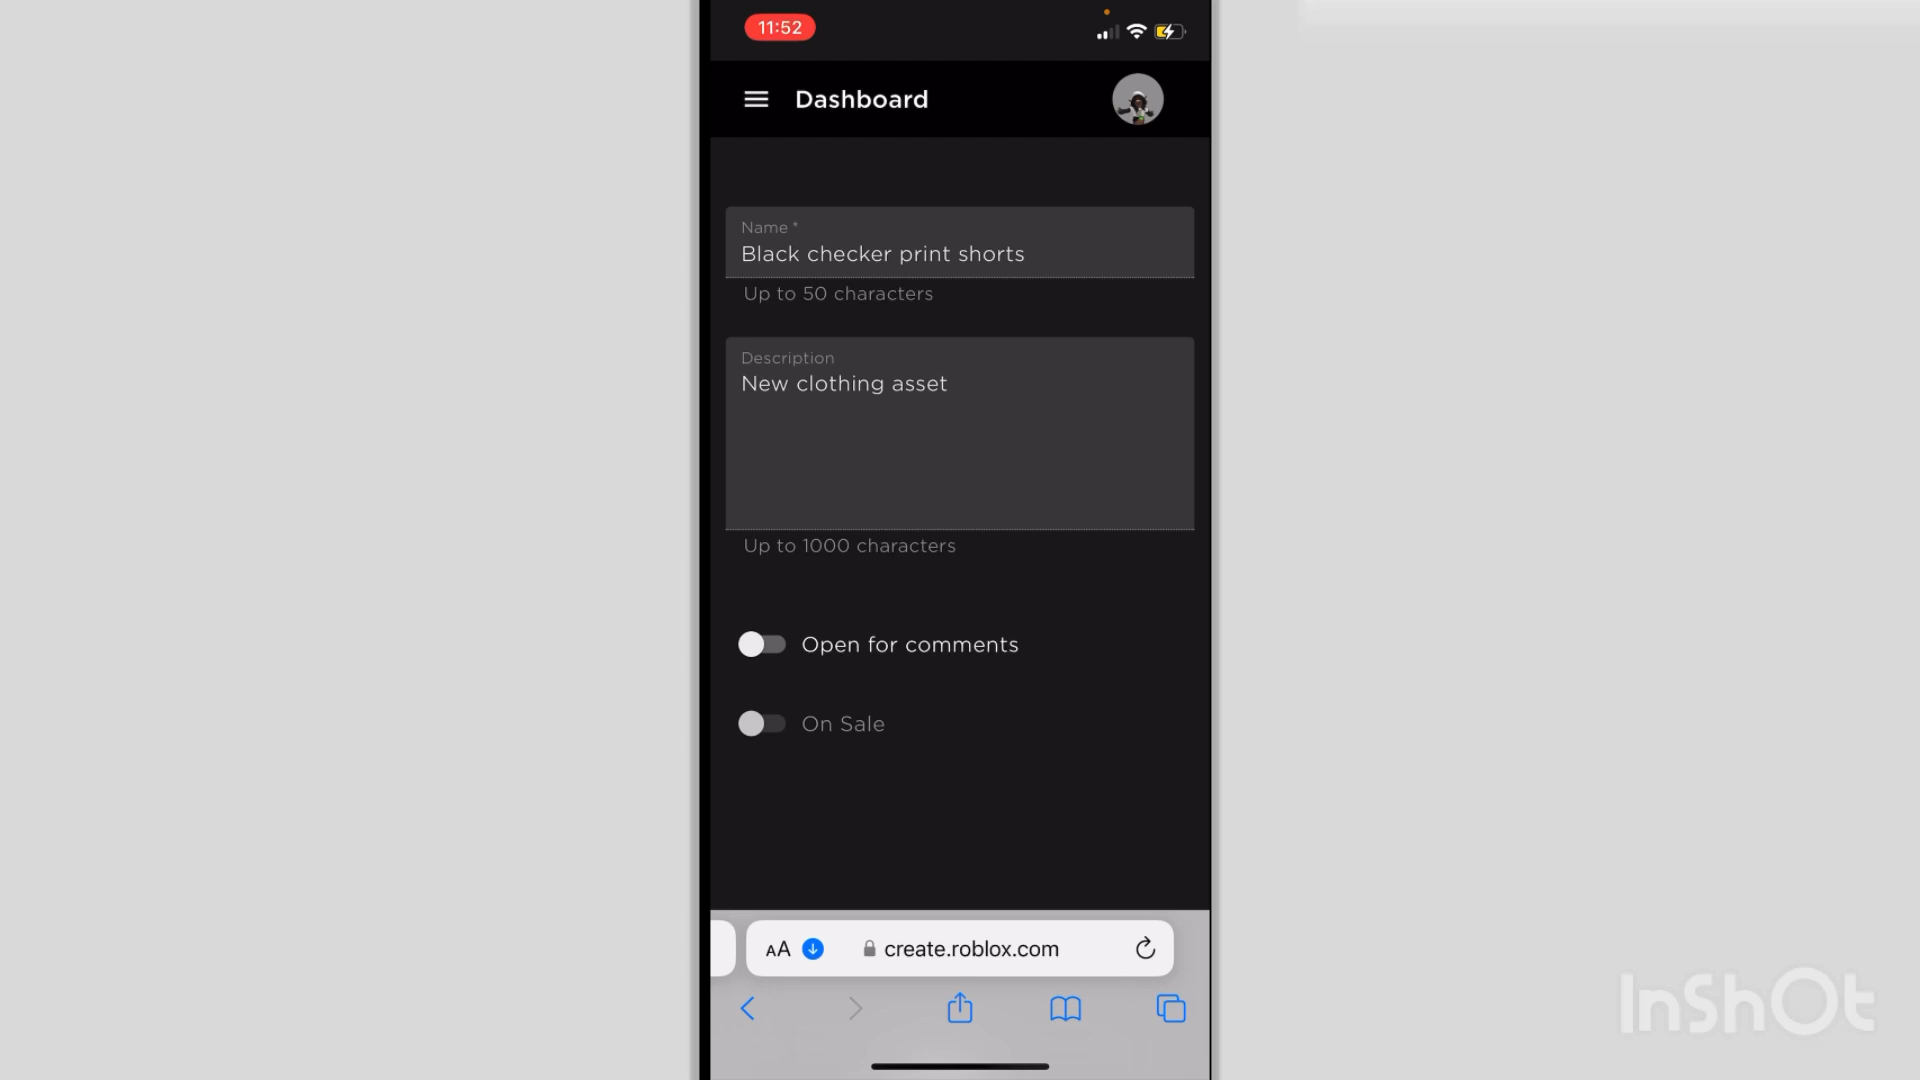 11:52
Dashboard
Name *
Black checker print shorts
Up to 50 characters
Description
New clothing asset
Up to 1000 characters
Open for comments
On Sale
AA create.roblox.com
InShOt